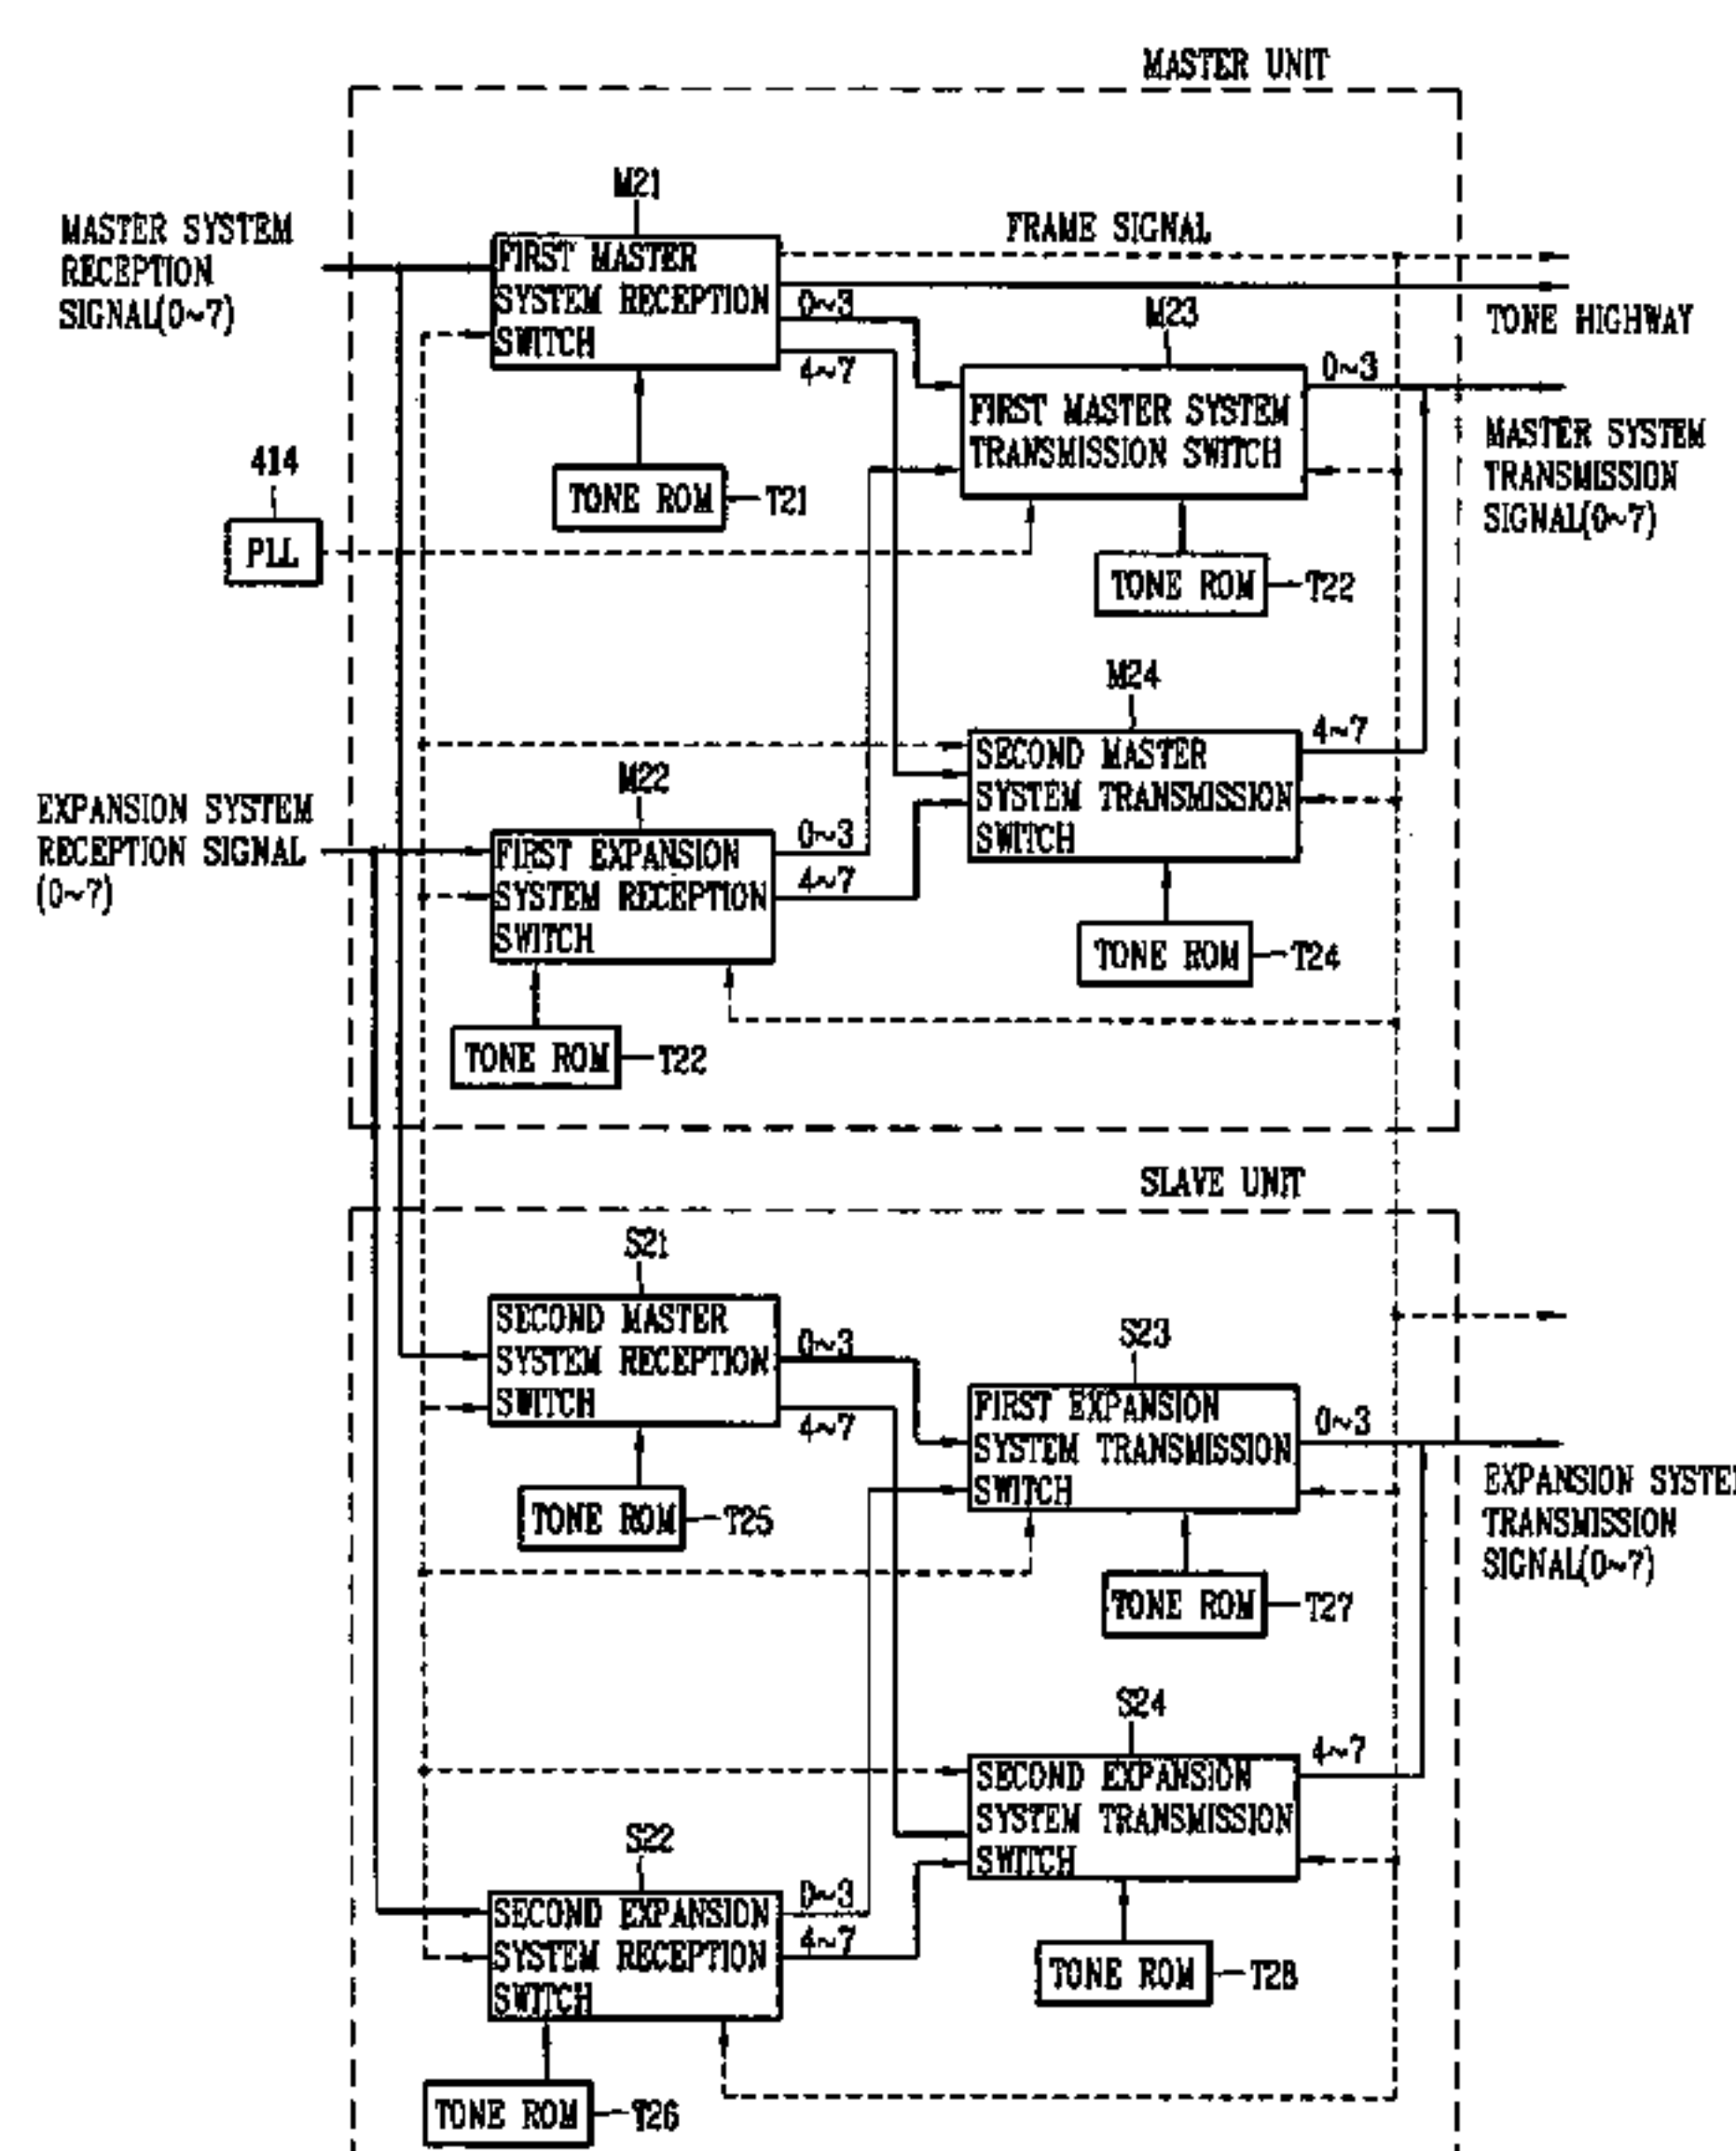 MASTER UNIT
M21
MASTER SYSTEM
RECEPTION
SIGNAL(0~7)
FIRST MASTER
SYSTEM RECEPTION
SWITCH
FRAME SIGNAL
0~3
4~7
TONE HIGHWAY
M23
0~3
FIRST MASTER SYSTEM
TRANSMISSION SWITCH
MASTER SYSTEM
TRANSMISSION
SIGNAL(0~7)
414
PLL
TONE ROM
T21
TONE ROM
T22
M24
4~7
SECOND MASTER
SYSTEM TRANSMISSION
SWITCH
M22
EXPANSION SYSTEM
RECEPTION SIGNAL
(0~7)
FIRST EXPANSION
SYSTEM RECEPTION
SWITCH
0~3
4~7
TONE ROM
T24
TONE ROM
T22
SLAVE UNIT
S21
SECOND MASTER
SYSTEM RECEPTION
SWITCH
0~3
4~7
S23
FIRST EXPANSION
SYSTEM TRANSMISSION
SWITCH
0~3
EXPANSION SYSTE
TRANSMISSION
SIGNAL(0~7)
TONE ROM
T25
TONE ROM
T27
S24
4~7
SECOND EXPANSION
SYSTEM TRANSMISSION
SWITCH
S22
SECOND EXPANSION
SYSTEM RECEPTION
SWITCH
0~3
4~7
TONE ROM
T28
TONE ROM
T26